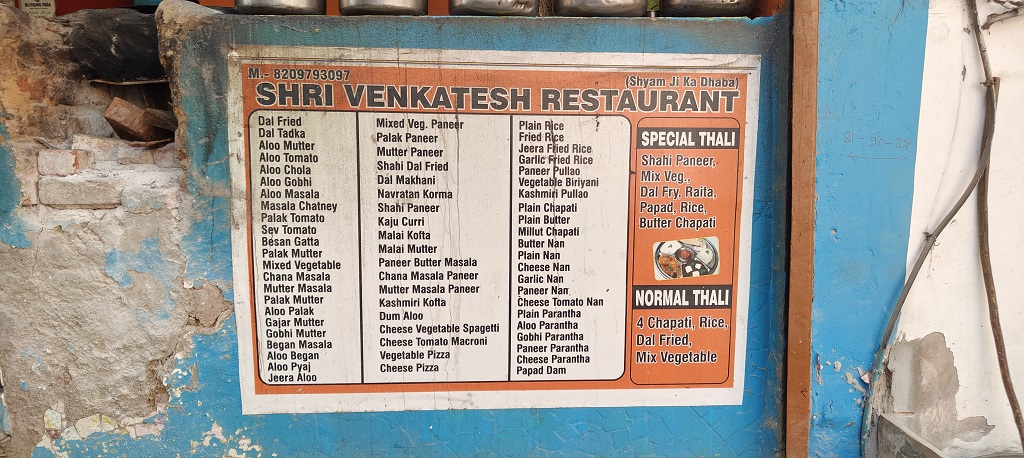 M.- 8209793097
(Shyam Ji Ka Dhaba)
SHRI VENKATESH RESTAURANT
Dal Fried
Dal Tadka
Aloo Mutter
Aloo Tomato
Aloo Chola
Aloo Gobhi
Aloo Masala
Masala Chatney
Palak Tomato
Sev Tomato
Besan Gatta
Palak Mutter
Mixed Vegetable
Chana Masala
Mutter Masala
Palak Mutter
Aloo Palak
Gajar Mutter
Gobhi Mutter
Began Masala
Aloo Began
Aloo Pyaj
Jeera Aloo
Mixed Veg. Paneer
Palak Paneer
Mutter Paneer
Shahi Dal Fried
Dal Makhani
Navratan Korma
Shahi Paneer
Kaju Curri
Malai Kofta
Malai Mutter
Paneer Butter Masala
Chana Masala Paneer
Mutter Masala Paneer
Kashmiri Kofta
Dum Aloo
Cheese Vegetable Spagetti
Cheese Tomato Macroni
Vegetable Pizza
Cheese Pizza
Plain Rice
Fried Rice
Jeera Fried Rice
Garlic Fried Rice
Paneer Pullao
Vegetable Biriyani
Kashmiri Pullao
Plain Chapati
Plain Butter
Millut Chapati
Butter Nan
Plain Nan
Cheese Nan
Garlic Nan
Paneer Nan
Cheese Tomato Nan
Plain Parantha
Aloo Parantha
Gobhi Parantha
Paneer Parantha
Cheese Parantha
Papad Dam
SPECIAL THALI
Shahi Paneer,
Mix Veg.,
Dal Fry, Raita,
Papad, Rice,
Butter Chapati
NORMAL THALI
4 Chapati, Rice,
Dal Fried,
Mix Vegetable